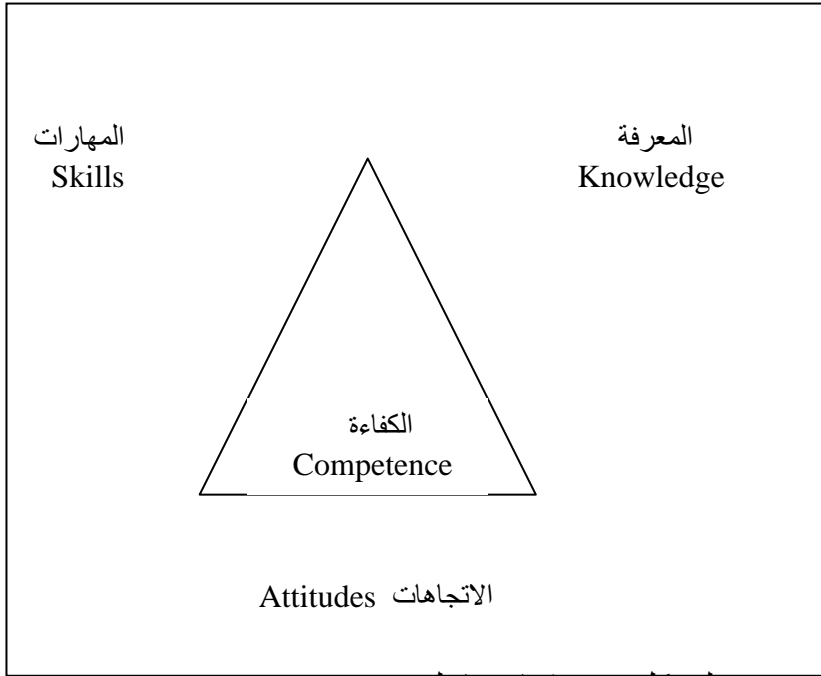 المعرفة
Knowledge
المهارات
Skills
الكفاءة
Competence
الاتجاهات Attitudes